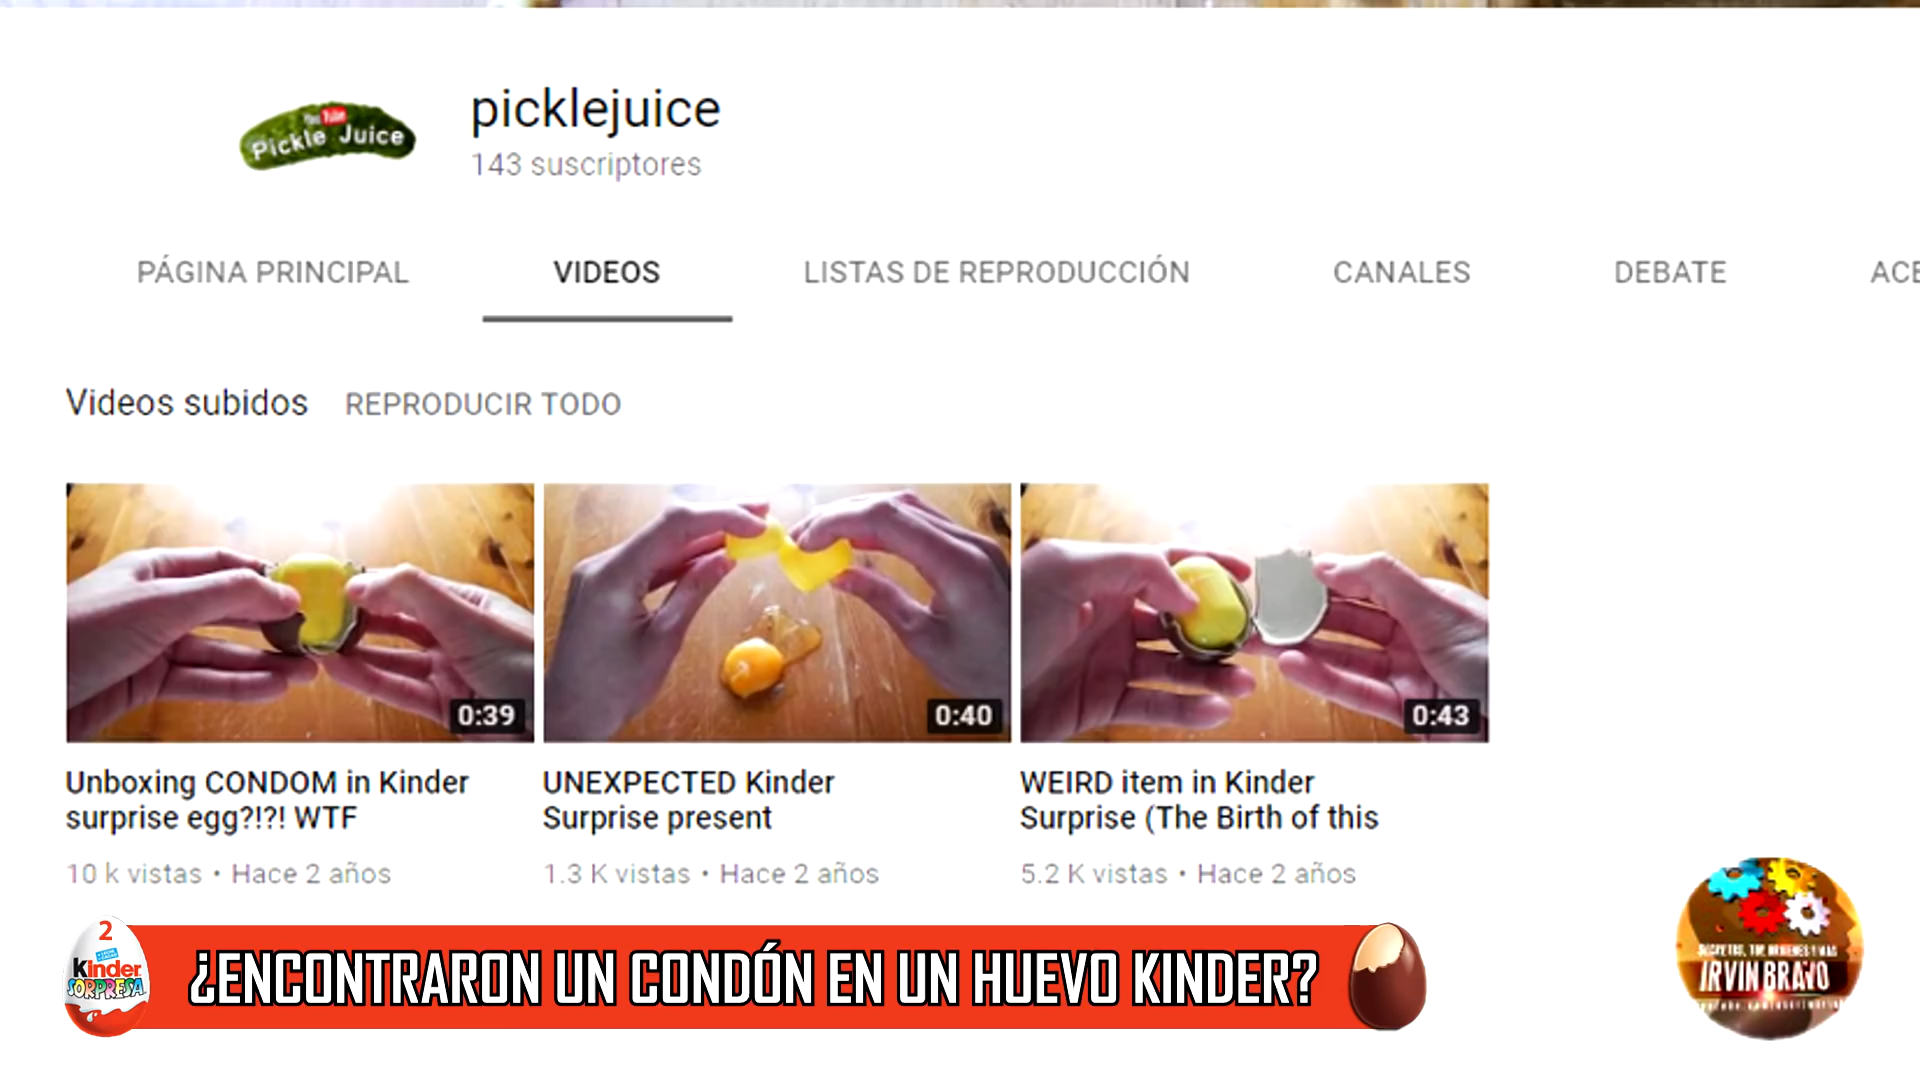 You Tube
Pickle Juice
picklejuice
143 suscriptores
PÁGINA PRINCIPAL VIDEOS LISTAS DE REPRODUCCIÓN CANALES DEBATE ACE
Videos subidos REPRODUCIR TODO
0:39 0:40 0:43
Unboxing CONDOM in Kinder
surprise egg?!?! WTF
10 k vistas • Hace 2 años
UNEXPECTED Kinder
Surprise present
1.3 K vistas • Hace 2 años
WEIRD item in Kinder
Surprise (The Birth of this
5.2 K vistas • Hace 2 años
2
Kinder
SORPRESA
¿ENCONTRARON UN CONDÓN EN UN HUEVO KINDER?
IRVIN BRAVO